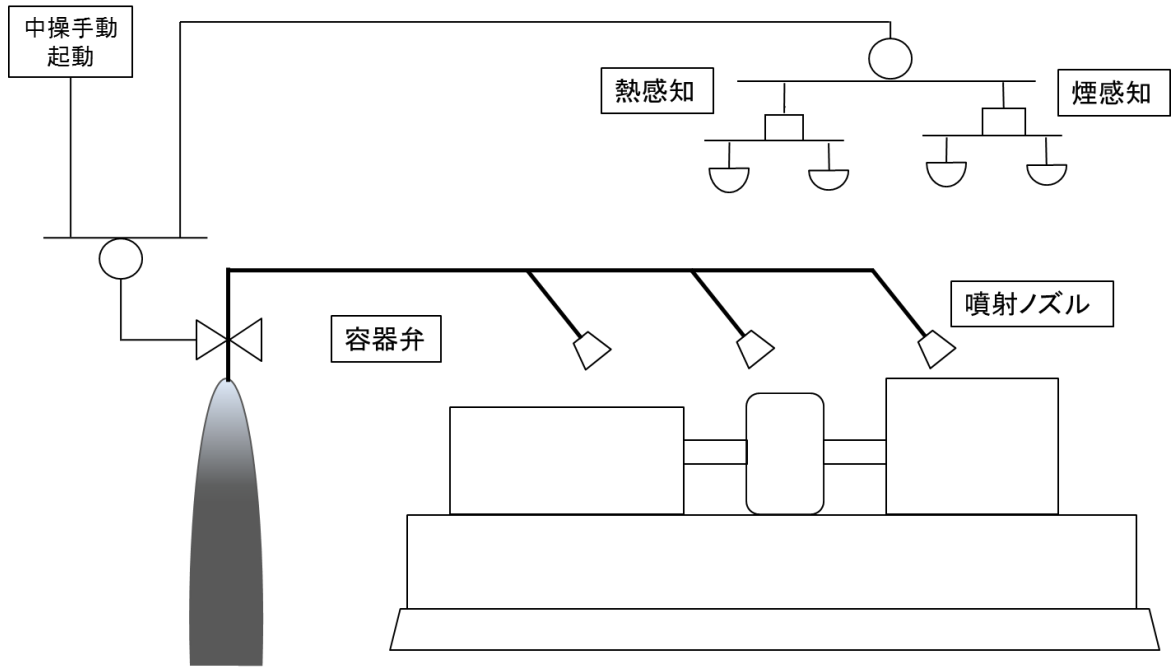 中操手動
起動
熱感知
煙感知
噴射ノズル
容器弁